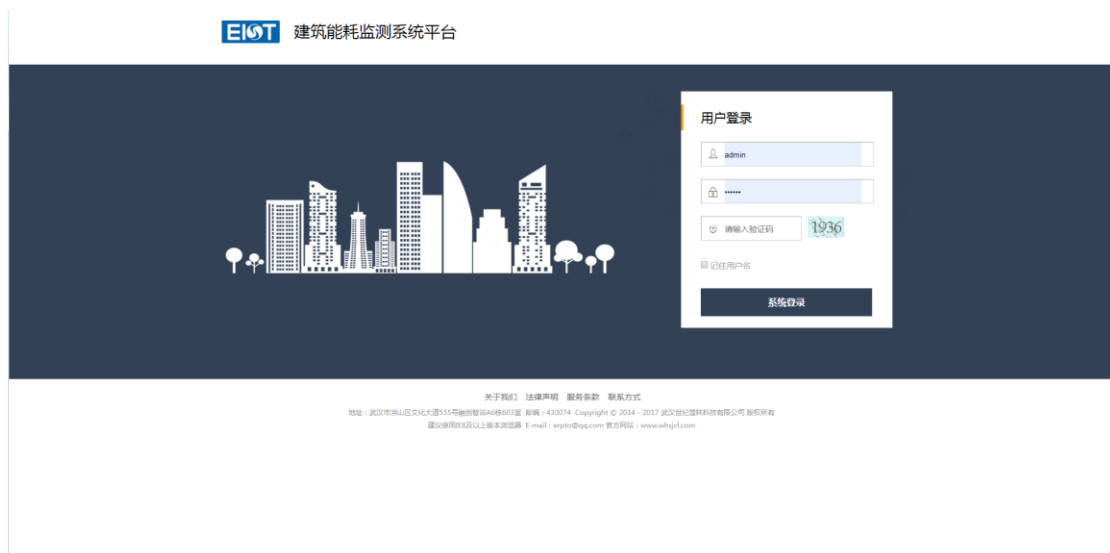 EIOT 建筑能耗监测系统平台
用户登录
admin
••••••
请输入验证码 1936
记住用户名
系统登录
关于我们 法律声明 服务条款 联系方式
地址：武汉市洪山区文化大道555号融创智谷A6栋603室 邮编：430074 Copyright © 2014 - 2017 武汉世纪楚林科技有限公司 版权所有
建议使用IE8及以上版本浏览器 E-mail：erpto@qq.com 官方网站：www.whsjcl.com